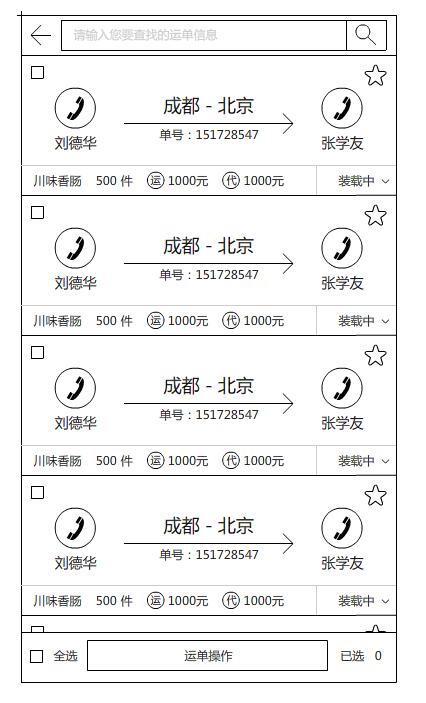 请输入您要查找的运单信息
成都 - 北京
单号：151728547
刘德华 张学友
川味香肠 500 件 运 1000元 代 1000元 装载中
成都 - 北京
单号：151728547
刘德华 张学友
川味香肠 500 件 运 1000元 代 1000元 装载中
成都 - 北京
单号：151728547
刘德华 张学友
川味香肠 500 件 运 1000元 代 1000元 装载中
成都 - 北京
单号：151728547
刘德华 张学友
川味香肠 500 件 运 1000元 代 1000元 装载中
全选 运单操作 已选 0